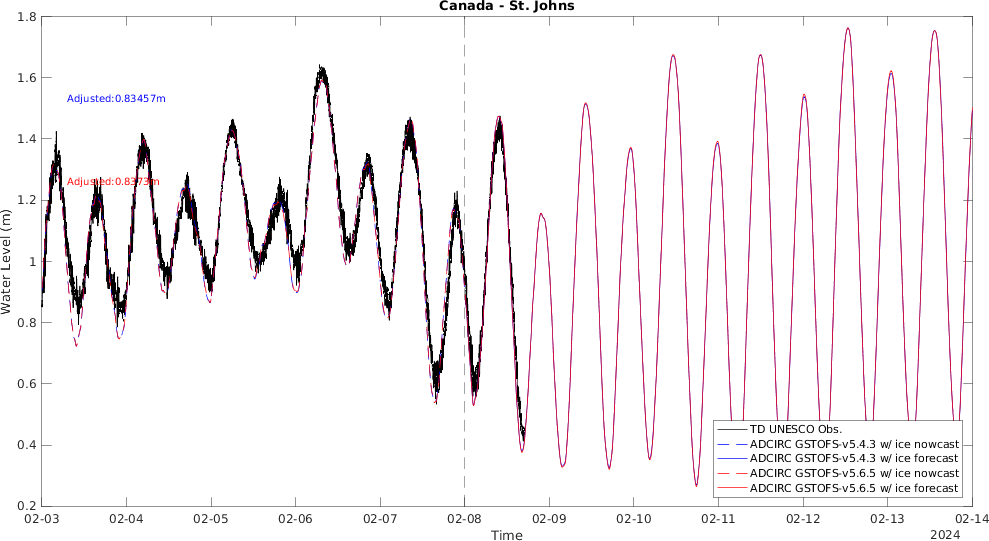 Canada - St. Johns
1.8
1.6
1.4
1.2
1
0.8
0.6
0.4
0.2
Water Level (m)
Adjusted:0.83457m
Adjusted:0.8373m
TD UNESCO Obs.
ADCIRC GSTOFS-v5.4.3 w/ ice nowcast
ADCIRC GSTOFS-v5.4.3 w/ ice forecast
ADCIRC GSTOFS-v5.6.5 w/ ice nowcast
ADCIRC GSTOFS-v5.6.5 w/ ice forecast
02-03 02-04 02-05 02-06 02-07 02-08 02-09 02-10 02-11 02-12 02-13 02-14
Time
2024